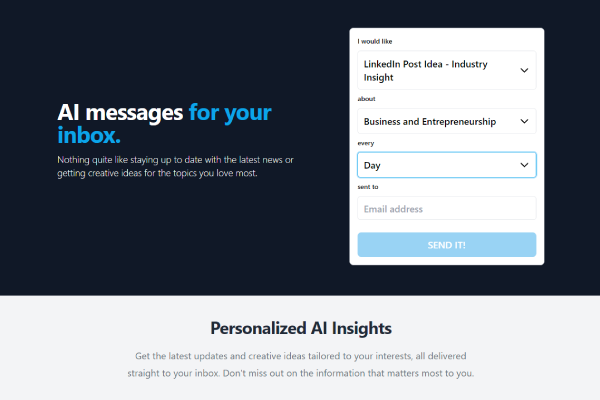 AI messages for your
inbox.
Nothing quite like staying up to date with the latest news or
getting creative ideas for the topics you love most.
I would like
LinkedIn Post Idea - Industry
Insight
about
Business and Entrepreneurship
every
Day
sent to
Email address
SEND IT!
Personalized AI Insights
Get the latest updates and creative ideas tailored to your interests, all delivered
straight to your inbox. Don't miss out on the information that matters most to you.